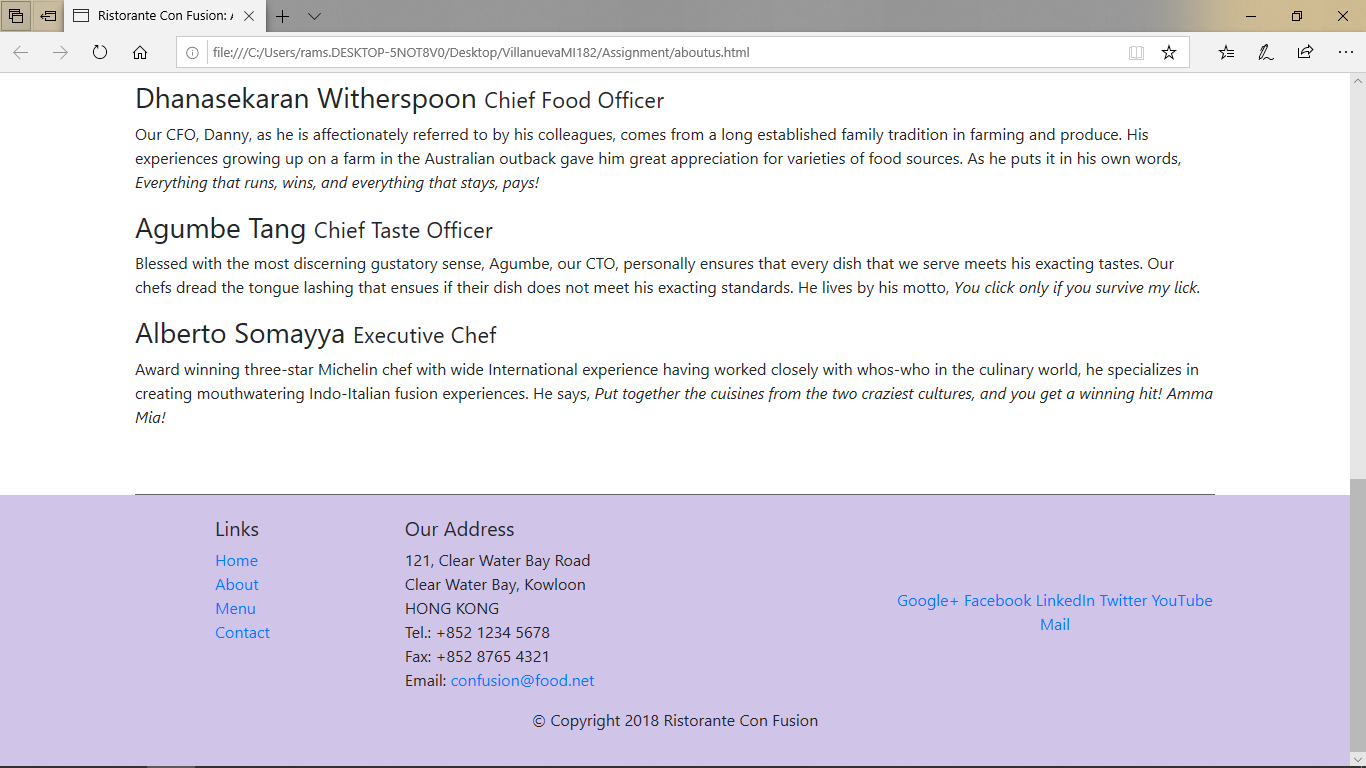 Ristorante Con Fusion: A
file:///C:/Users/rams.DESKTOP-5NOT8V0/Desktop/VillanuevaMI182/Assignment/aboutus.html
Dhanasekaran Witherspoon Chief Food Officer
Our CFO, Danny, as he is affectionately referred to by his colleagues, comes from a long established family tradition in farming and produce. His
experiences growing up on a farm in the Australian outback gave him great appreciation for varieties of food sources. As he puts it in his own words,
Everything that runs, wins, and everything that stays, pays!
Agumbe Tang Chief Taste Officer
Blessed with the most discerning gustatory sense, Agumbe, our CTO, personally ensures that every dish that we serve meets his exacting tastes. Our
chefs dread the tongue lashing that ensues if their dish does not meet his exacting standards. He lives by his motto, You click only if you survive my lick.
Alberto Somayya Executive Chef
Award winning three-star Michelin chef with wide International experience having worked closely with whos-who in the culinary world, he specializes in
creating mouthwatering Indo-Italian fusion experiences. He says, Put together the cuisines from the two craziest cultures, and you get a winning hit! Amma
Mia!
Links
Home
About
Menu
Contact
Our Address
121, Clear Water Bay Road
Clear Water Bay, Kowloon
HONG KONG
Tel.: +852 1234 5678
Fax: +852 8765 4321
Email: confusion@food.net
Google+ Facebook LinkedIn Twitter YouTube
Mail
© Copyright 2018 Ristorante Con Fusion